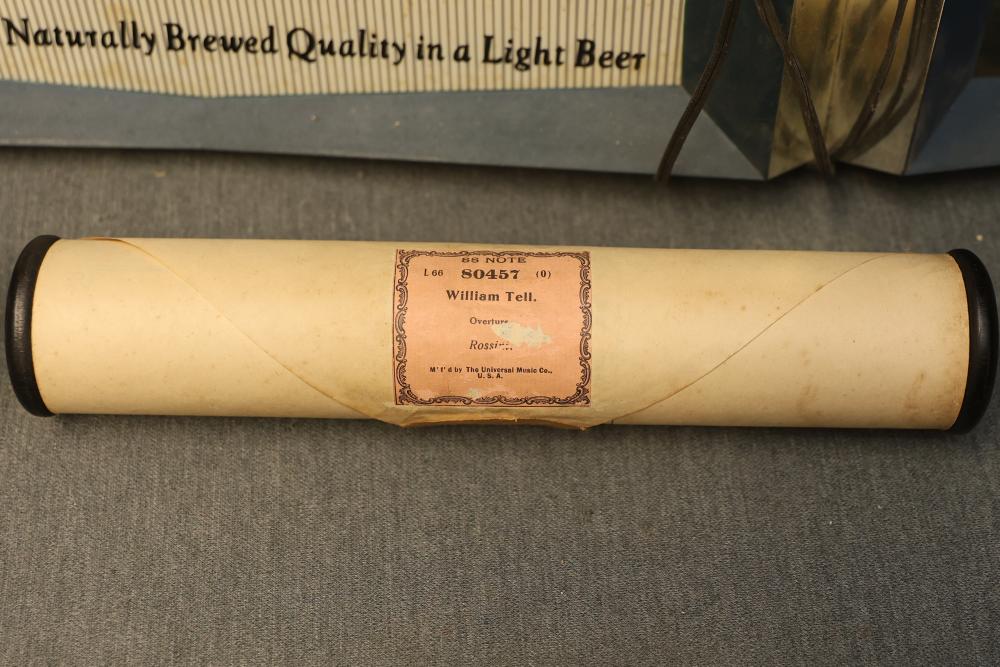 Naturally Brewed Quality in a Light Beer
88 NOTE
L 66 80457 (0)
William Tell.
Overture
Rossini.
M'f'd by The Universal Music Co.,
U. S. A.